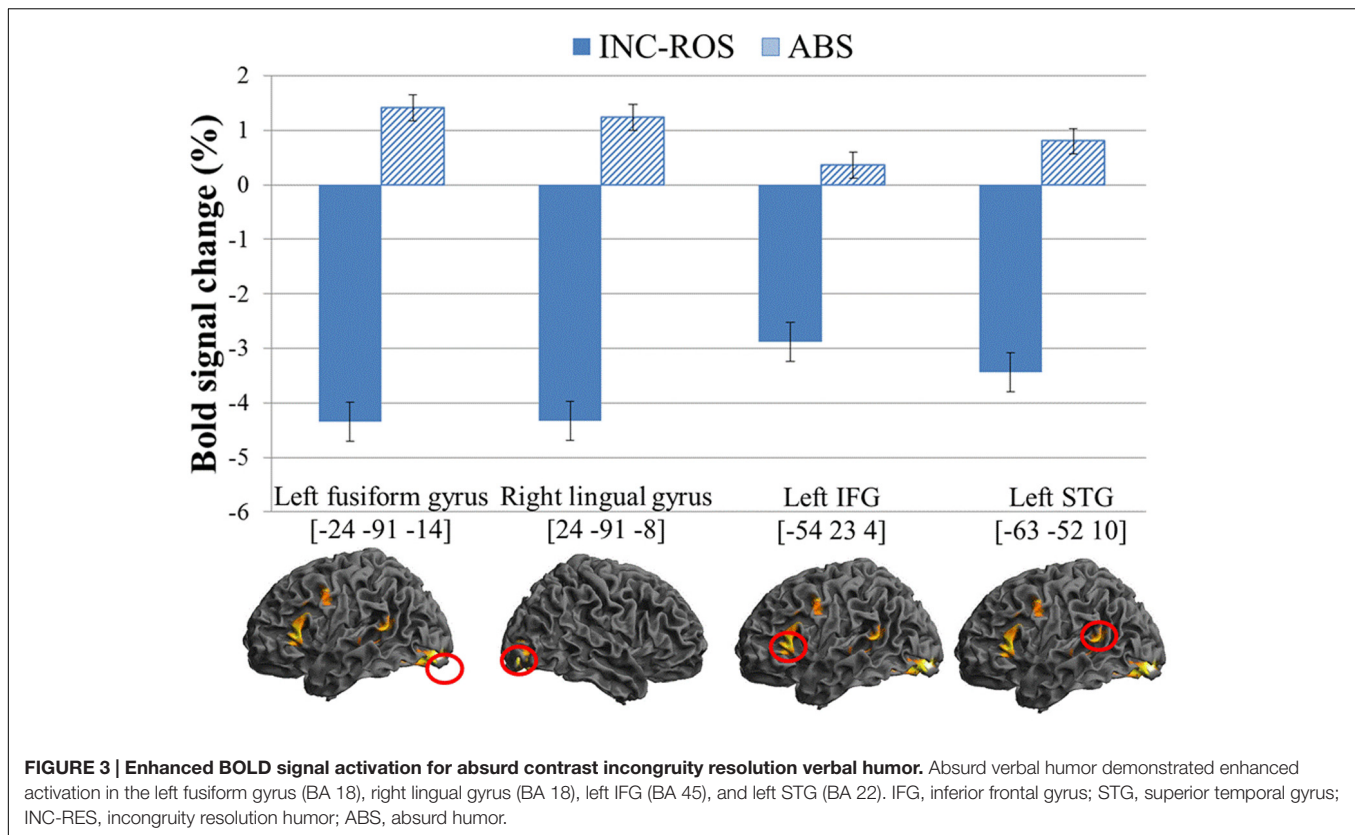 INC-ROS ABS
Bold signal change (%)
2
1
0
-1
-2
-3
-4
-5
-6
Left fusiform gyrus Right lingual gyrus Left IFG Left STG
[-24 -91 -14] [24 -91 -8] [-54 23 4] [-63 -52 10]
FIGURE 3 | Enhanced BOLD signal activation for absurd contrast incongruity resolution verbal humor. Absurd verbal humor demonstrated enhanced
activation in the left fusiform gyrus (BA 18), right lingual gyrus (BA 18), left IFG (BA 45), and left STG (BA 22). IFG, inferior frontal gyrus; STG, superior temporal gyrus;
INC-RES, incongruity resolution humor; ABS, absurd humor.